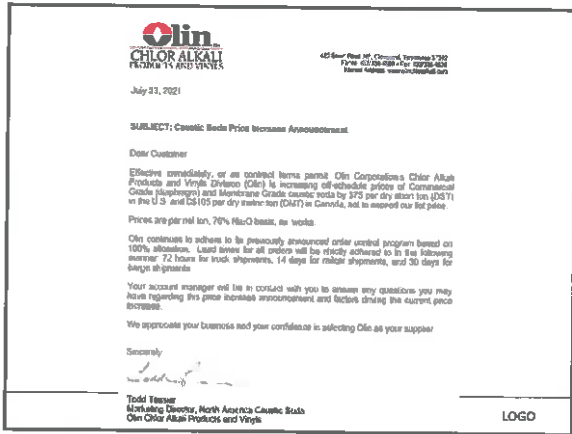 Olin
CHLOR ALKALI
PRODUCTS AND VINYLS
July 23, 2021
SUBJECT: Caustic Soda Price Increase Announcement
Dear Customer
Effective immediately, or as contract terms permit Olin Corporation's Chlor Alkali
Products and Vinyls Division (Olin) is increasing off-schedule prices of Commercial
Grade (diaphragm) and Membrane Grade caustic soda by $75 per dry short ton (DST)
in the U.S. and C$105 per dry metric ton (DMT) in Canada, not to exceed our list price
Prices are per net ton, 76% Na2O basis, ex works
Olin continues to adhere to its previously announced order control program based on
100% allocation. Lead times for all orders will be strictly adhered to in the following
manner 72 hours for truck shipments, 14 days for railcar shipments, and 30 days for
barge shipments
Your account manager will be in contact with you to answer any questions you may
have regarding this price increase announcement and factors driving the current price
increase.
We appreciate your business and your confidence in selecting Olin as your supplier
Sincerely
Todd
Marketing Director, North America Caustic Soda
Olin Chlor Alkali Products and Vinyls
LOGO